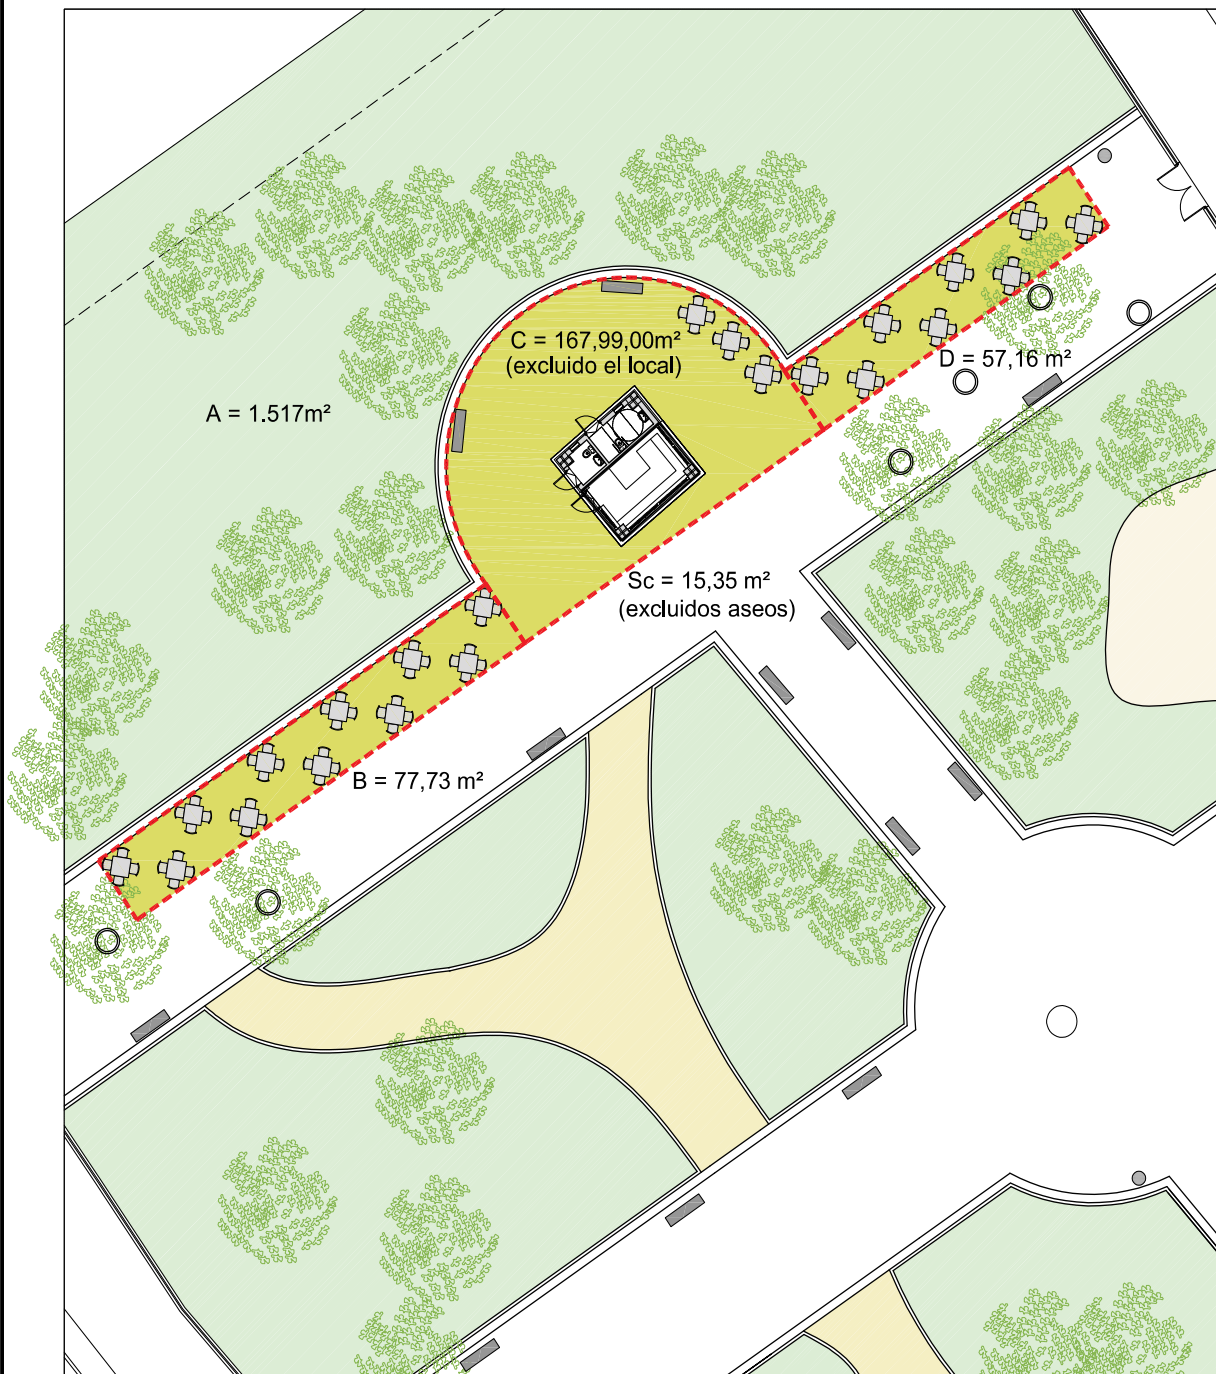 C = 167,99,00m²
(excluido el local)
D = 57,16 m²
A = 1.517m²
Sc = 15,35 m²
(excluidos aseos)
B = 77,73 m²